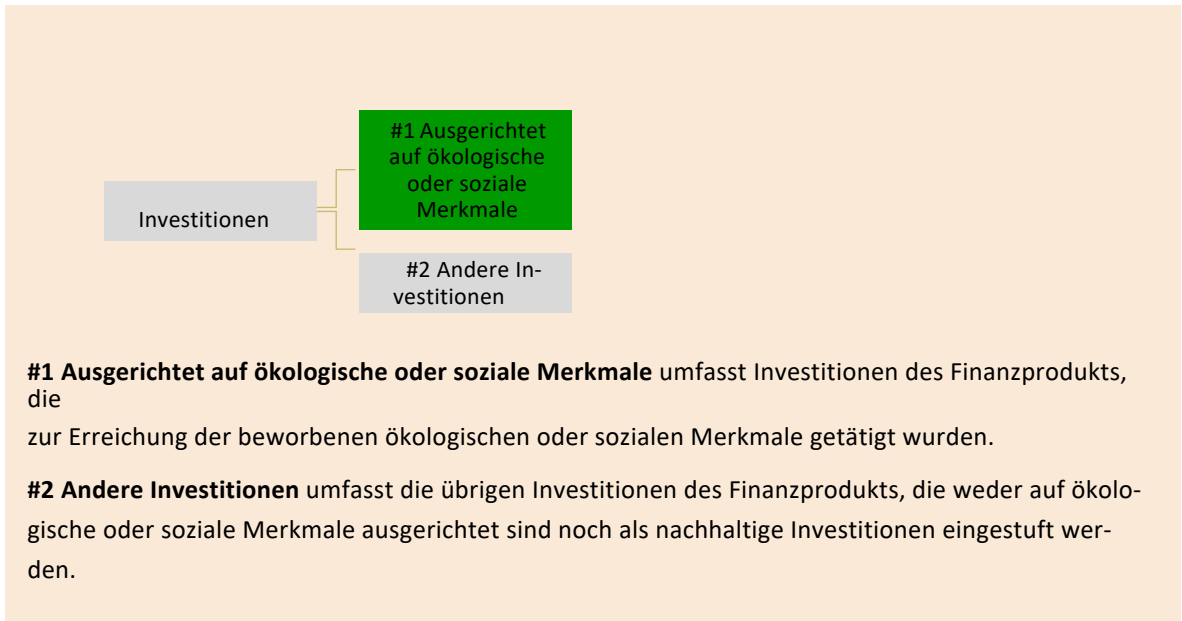 #1 Ausgerichtet
auf ökologische
oder soziale
Merkmale
Investitionen
#2 Andere In-
vestitionen
#1 Ausgerichtet auf ökologische oder soziale Merkmale umfasst Investitionen des Finanzprodukts,
die
zur Erreichung der beworbenen ökologischen oder sozialen Merkmale getätigt wurden.
#2 Andere Investitionen umfasst die übrigen Investitionen des Finanzprodukts, die weder auf ökolo-
gische oder soziale Merkmale ausgerichtet sind noch als nachhaltige Investitionen eingestuft wer-
den.